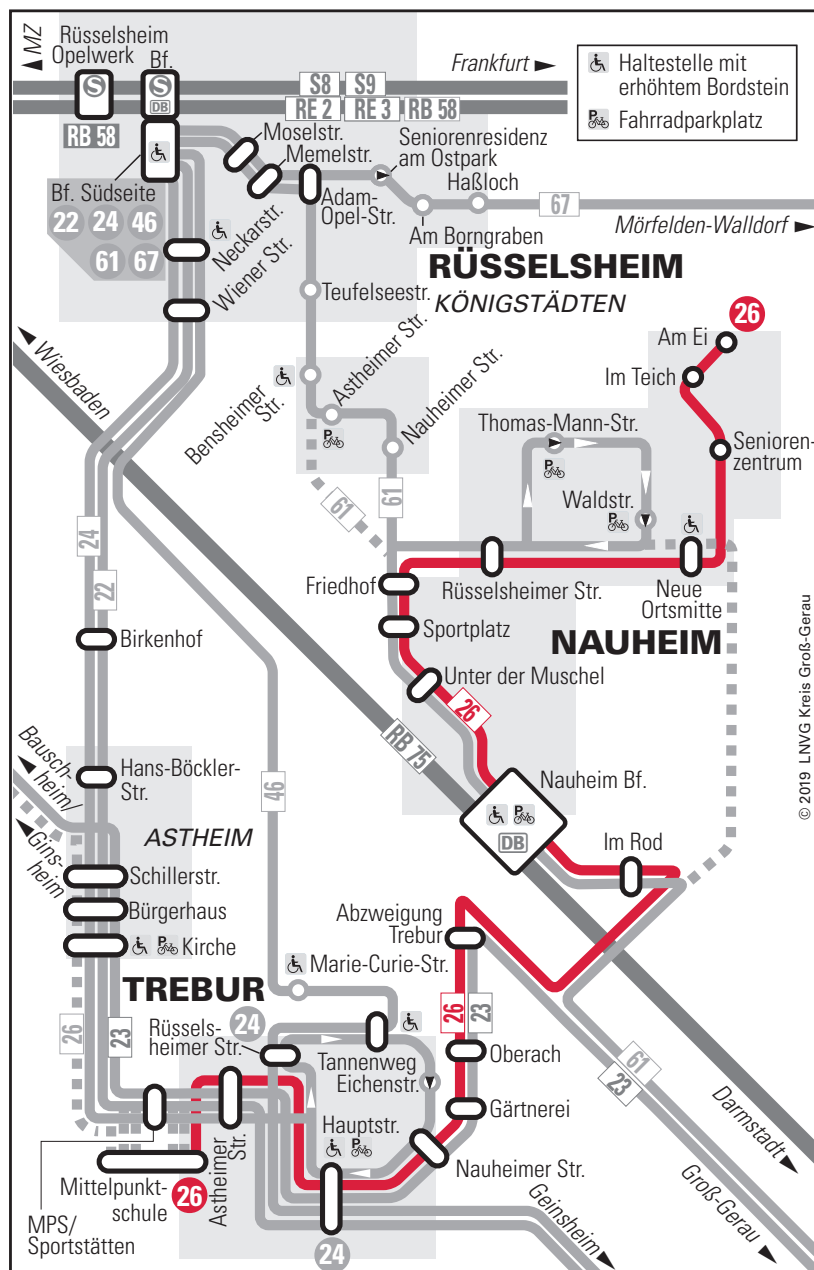 MZ
Rüsselsheim
Opelwerk
Bf.
S
S
DB
S8
S9
RE 2
RE 3
RB 58
Frankfurt
Haltestelle mit
erhöhtem Bordstein
P
Fahrradparkplatz
RB 58
Bf. Südseite
22
24
46
61
67
Moselstr.
Memelstr.
Adam-
Opel-Str.
Seniorenresidenz
am Ostpark
Haßloch
Am Borngraben
67
Mörfelden-Walldorf
Neckarstr.
Wiener Str.
RÜSSELSHEIM
KÖNIGSTÄDTEN
Teufelseestr.
Wiesbaden
Bensheimer
Str.
Astheimer Str.
P
Nauheimer Str.
26
Am Ei
Im Teich
Thomas-Mann-Str.
P
Senioren-
zentrum
Waldstr.
P
61
61
24
22
Friedhof
Rüsselsheimer Str.
Neue
Ortsmitte
Birkenhof
Sportplatz
NAUHEIM
Unter der Muschel
26
RB 75
© 2019 LNVG Kreis Groß-Gerau
Bausch-
heim/
Ginsheim
Hans-Böckler-
Str.
46
Nauheim Bf.
P
DB
ASTHEIM
Im Rod
Schillerstr.
Bürgerhaus
P
Kirche
Abzweigung
Trebur
Marie-Curie-Str.
TREBUR
26
23
24
Rüssels-
heimer Str.
26
23
61
23
Tannenweg
Eichenstr.
Oberach
Gärtnerei
Hauptstr.
P
Darmstadt
Astheimer
Str.
Nauheimer Str.
Mittelpunkt-
schule
26
Geinsheim
Groß-Gerau
MPS/
Sportstätten
24